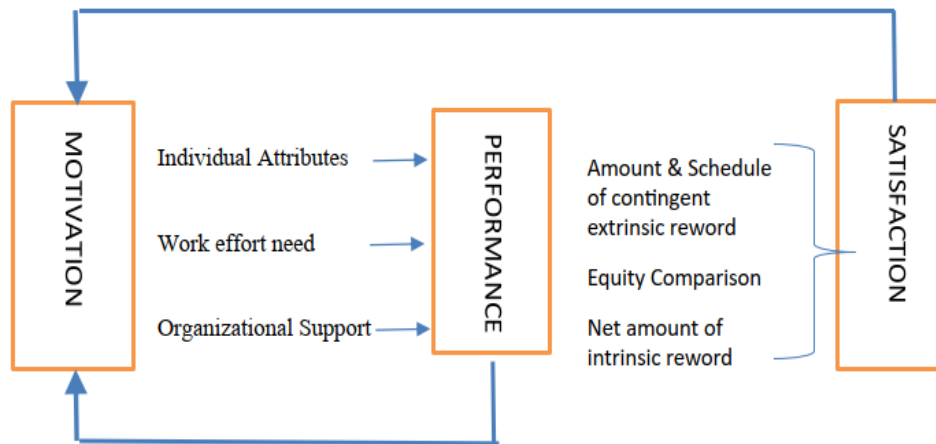 MOTIVATION
Individual Attributes
Work effort need
Organizational Support
PERFORMANCE
Amount & Schedule
of contingent
extrinsic reword
Equity Comparison
Net amount of
intrinsic reword
SATISFACTION